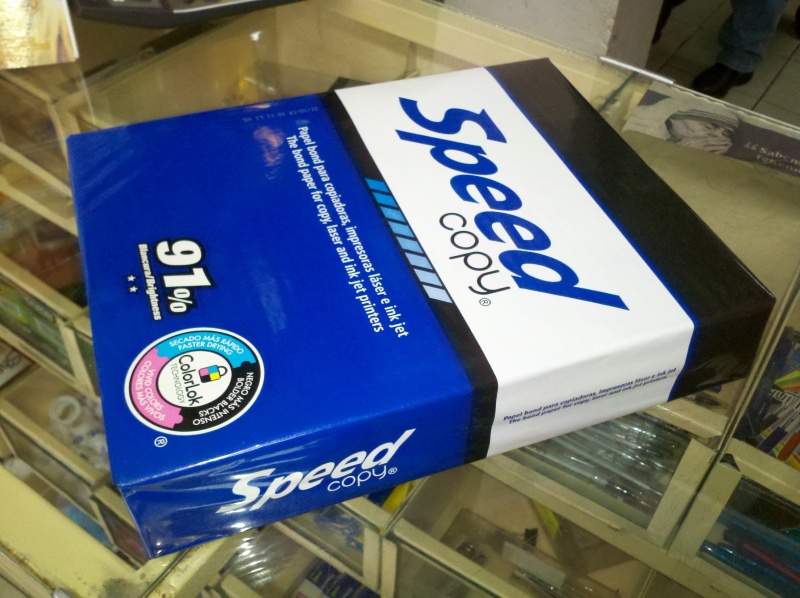 Speed
copy®
Papel bond para copiadoras, impresoras láser e ink jet
The bond paper for copy, laser and ink jet printers
91%
Blancura/Brightness
SECADO MÁS RÁPIDO
FASTER DRYING
ColorLok
TECHNOLOGY
NEGRO MÁS INTENSO
BOLDER BLACKS
COLORES MÁS VIVOS
VIVID COLORS
®
Speed
copy®
Papel bond para copiadoras, impresoras láser e ink jet
The bond paper for copy, laser and ink jet printers